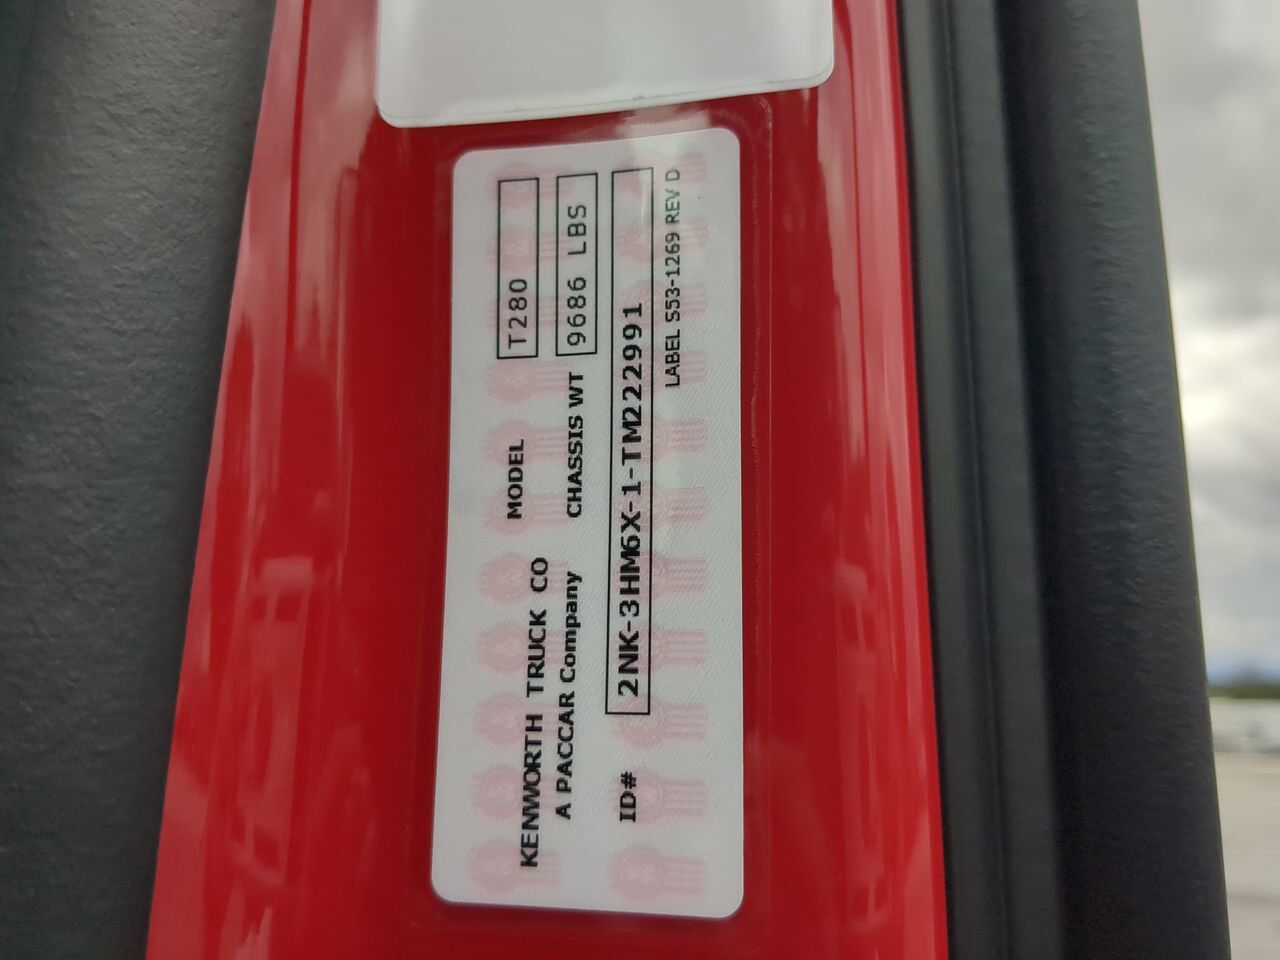 KENWORTH TRUCK CO MODEL T280
A PACCAR Company CHASSIS WT 9686 LBS
ID# 2NK-3HM6X-1-TM222991
LABEL S53-1269 REV D